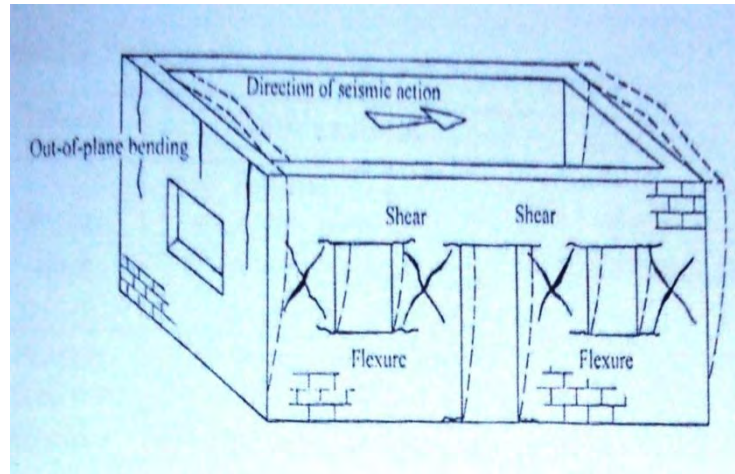 Direction of seismic action
Out-of-plane bending
Shear
Shear
Flexure
Flexure